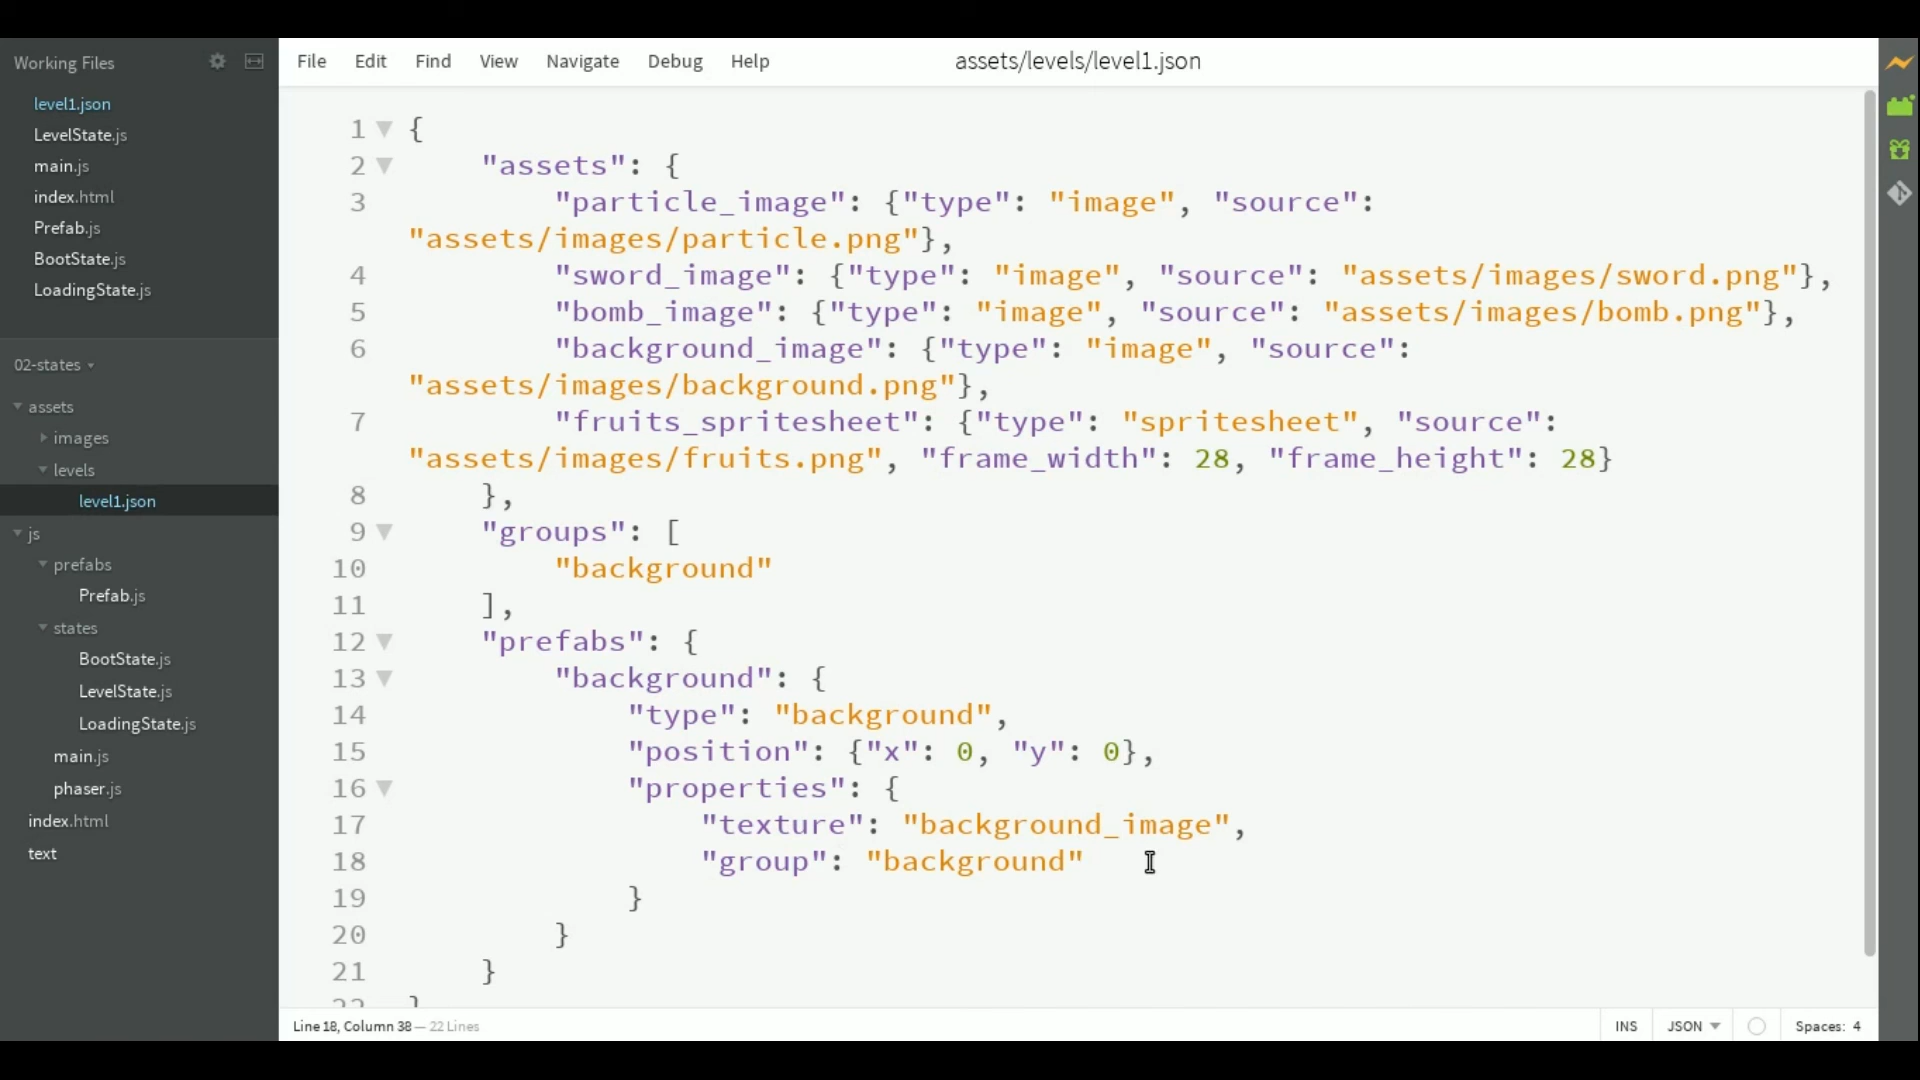 Working Files
level1.json
LevelState.js
main.js
index.html
Prefab.js
BootState.js
LoadingState.js
02-states
assets
images
levels
level1.json
js
prefabs
Prefab.js
states
BootState.js
LevelState.js
LoadingState.js
main.js
phaser.js
index.html
text
File Edit Find View Navigate Debug Help
assets/levels/level1.json
1 {
2 "assets": {
3 "particle_image": {"type": "image", "source":
"assets/images/particle.png"},
4 "sword_image": {"type": "image", "source": "assets/images/sword.png"},
5 "bomb_image": {"type": "image", "source": "assets/images/bomb.png"},
6 "background_image": {"type": "image", "source":
"assets/images/background.png"},
7 "fruits_spritesheet": {"type": "spritesheet", "source":
"assets/images/fruits.png", "frame_width": 28, "frame_height": 28}
8 },
9 "groups": [
10 "background"
11 ],
12 "prefabs": {
13 "background": {
14 "type": "background",
15 "position": {"x": 0, "y": 0},
16 "properties": {
17 "texture": "background_image",
18 "group": "background"
19 }
20 }
21 }
22 }
Line 18, Column 38 — 22 Lines
INS JSON Spaces: 4